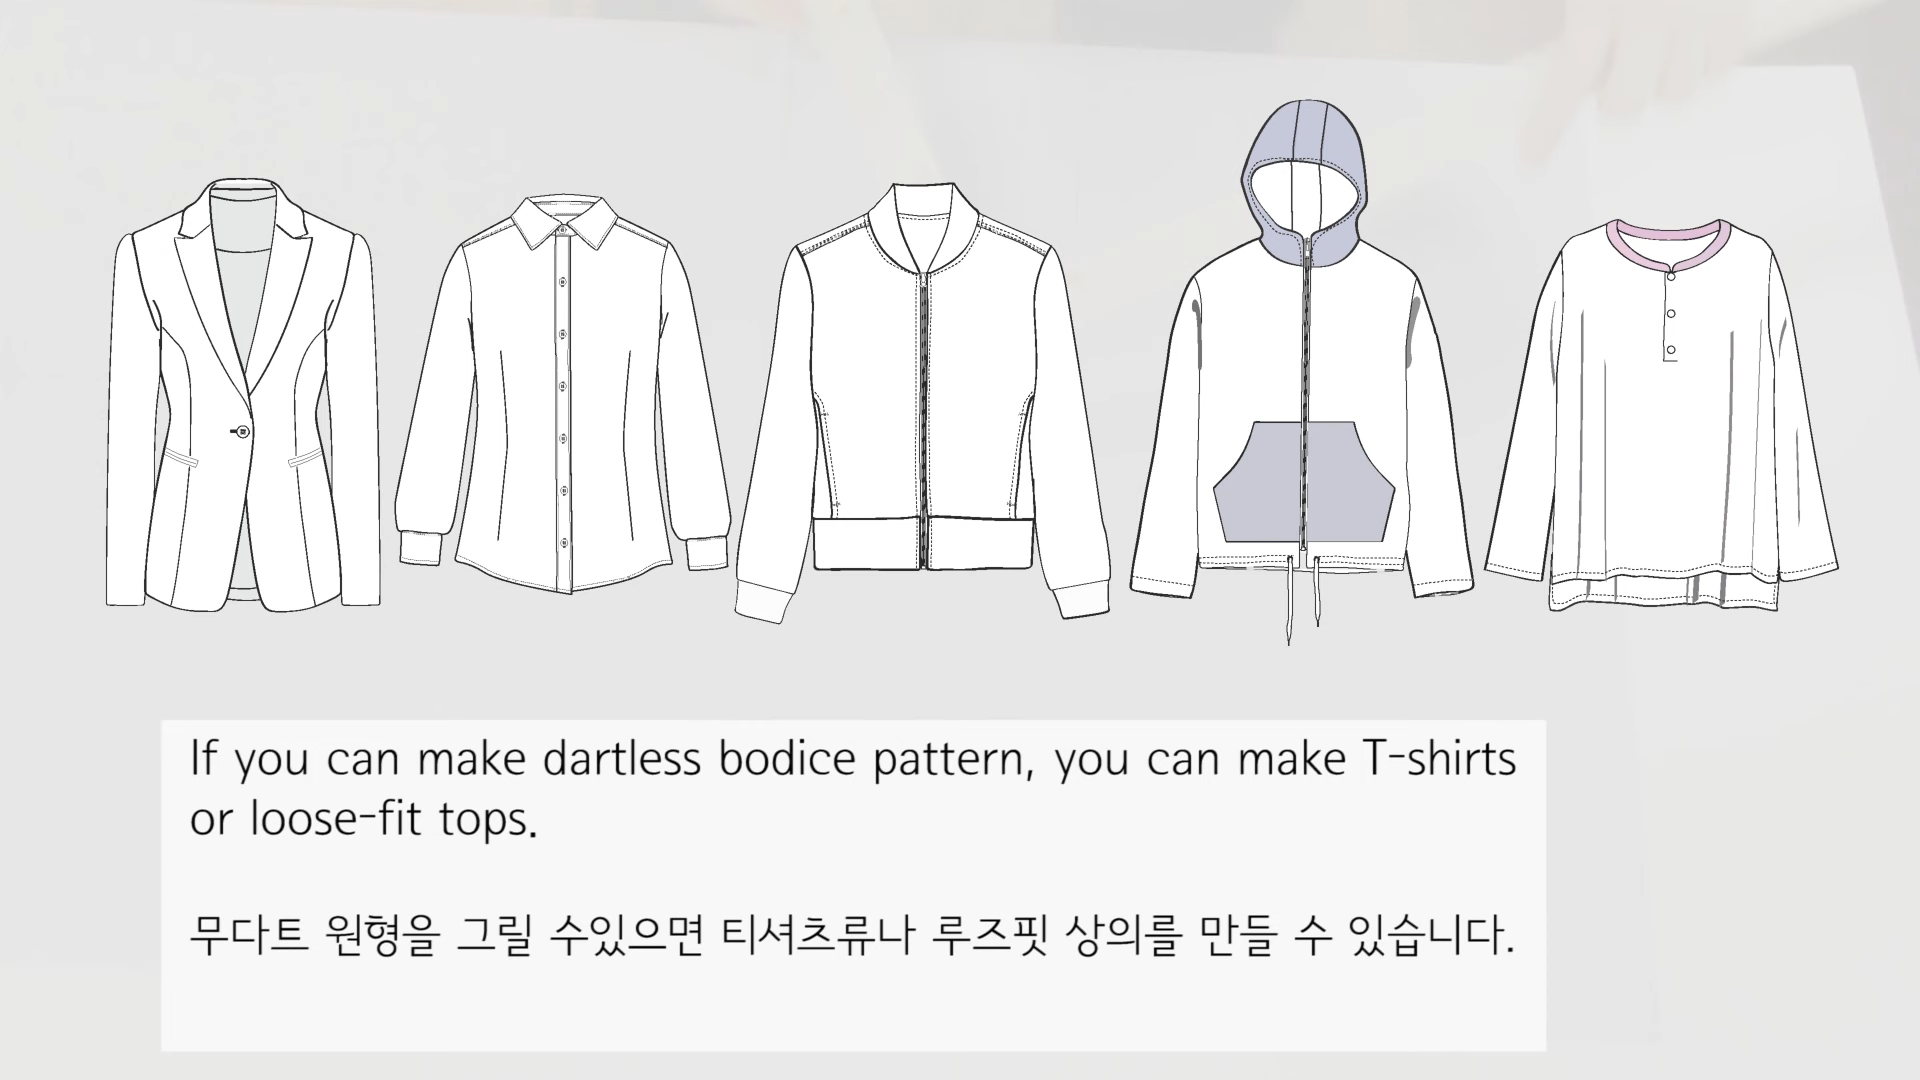 If you can make dartless bodice pattern, you can make T-shirts
or loose-fit tops.
무다트 원형을 그릴 수있으면 티셔츠류나 루즈핏 상의를 만들 수 있습니다.